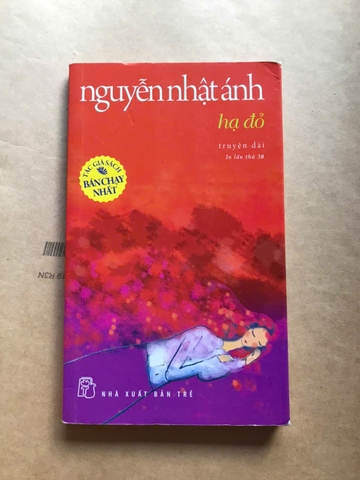 nguyễn nhật ánh
hạ đỏ
truyện dài
In lần thứ 38
TÁC GIẢ SÁCH
BÁN CHẠY
NHẤT
NHÀ XUẤT BẢN TRẺ